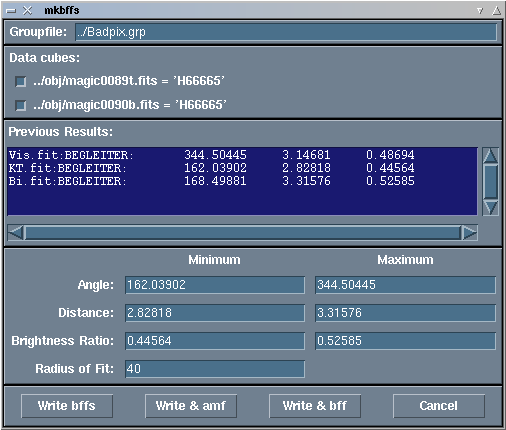 mkbffs
Groupfile: ../Badpix.grp
Data cubes:
../obj/magic0089t.fits = 'H66665'
../obj/magic0090b.fits = 'H66665'
Previous Results:
Vis.fit:BEGLEITER: 344.50445 3.14681 0.48694
KT.fit:BEGLEITER: 162.03902 2.82818 0.44564
Bi.fit:BEGLEITER: 168.49881 3.31576 0.52585
Minimum Maximum
Angle: 162.03902 344.50445
Distance: 2.82818 3.31576
Brightness Ratio: 0.44564 0.52585
Radius of Fit: 40
Write bffs Write & amf Write & bff Cancel